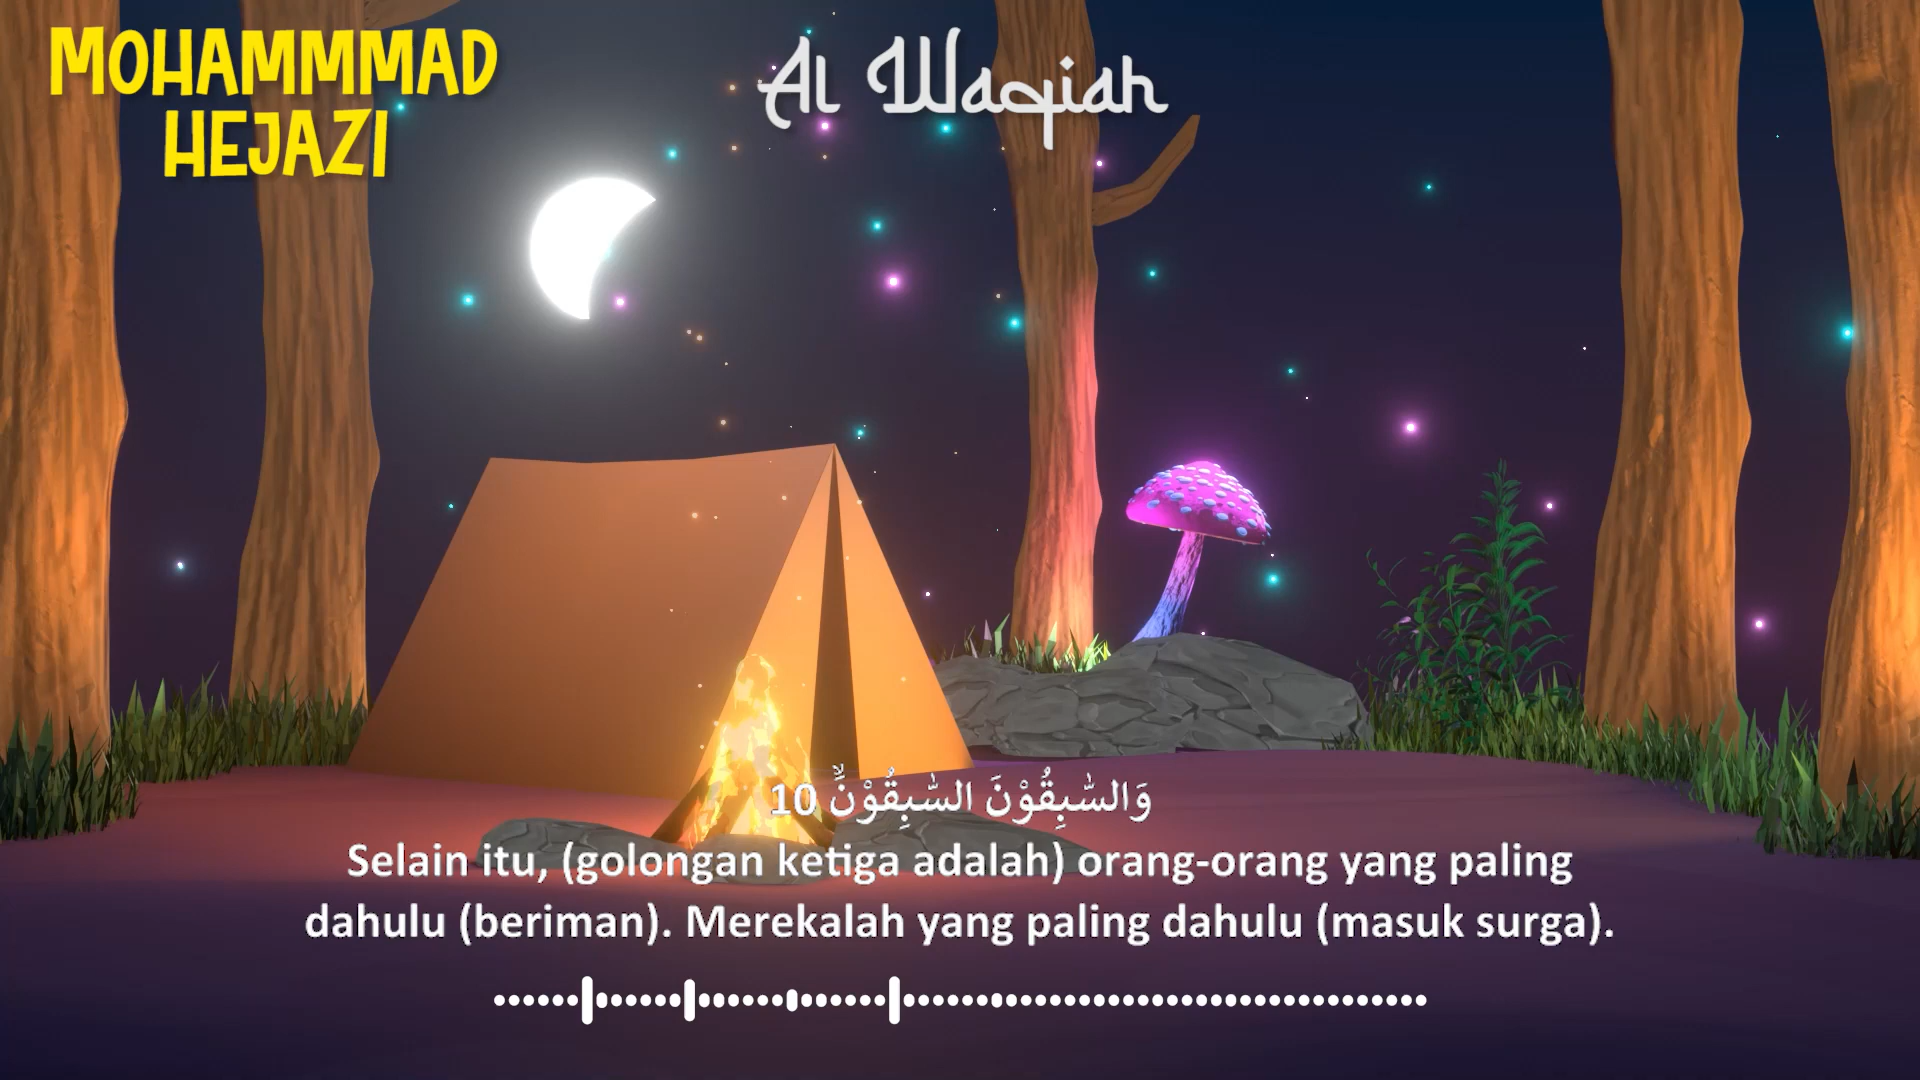 MOHAMMMAD
HEJAZI
Al Waqiah
وَالسّٰبِقُوْنَ السّٰبِقُوْنَۙ 10
Selain itu, (golongan ketiga adalah) orang-orang yang paling
dahulu (beriman). Merekalah yang paling dahulu (masuk surga).